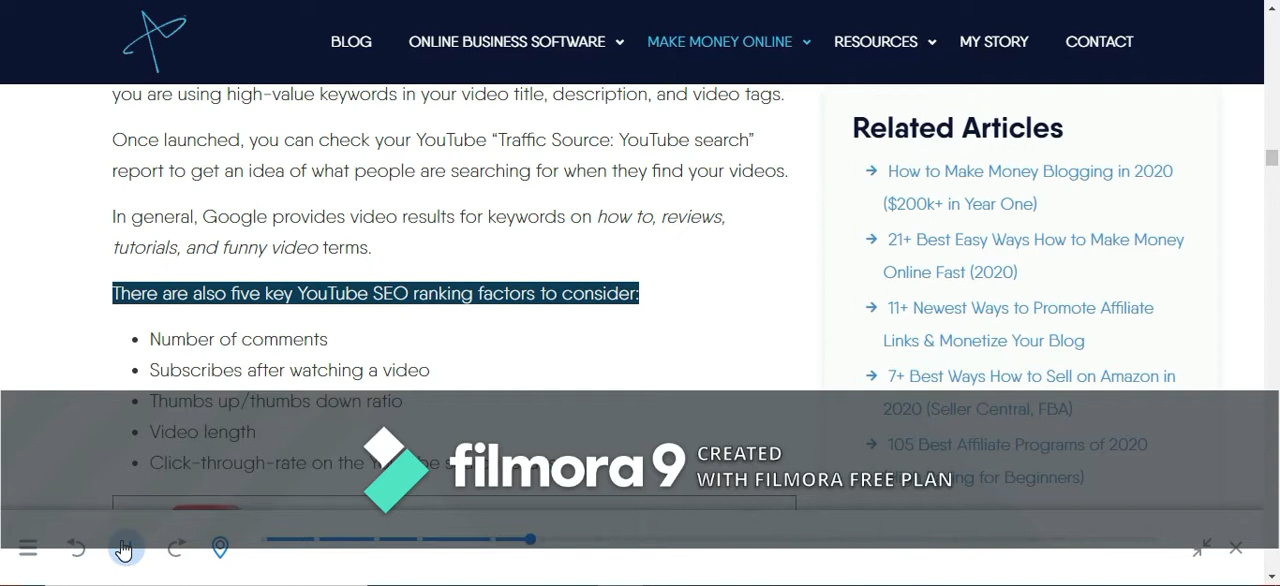 BLOG ONLINE BUSINESS SOFTWARE MAKE MONEY ONLINE RESOURCES MY STORY CONTACT
you are using high-value keywords in your video title, description, and video tags.
Once launched, you can check your YouTube “Traffic Source: YouTube search”
report to get an idea of what people are searching for when they find your videos.
In general, Google provides video results for keywords on how to, reviews,
tutorials, and funny video terms.
There are also five key YouTube SEO ranking factors to consider:
• Number of comments
• Subscribes after watching a video
• Thumbs up/thumbs down ratio
• Video length
• Click-through-rate on the
Related Articles
How to Make Money Blogging in 2020
($200k+ in Year One)
21+ Best Easy Ways How to Make Money
Online Fast (2020)
11+ Newest Ways to Promote Affiliate
Links & Monetize Your Blog
7+ Best Ways How to Sell on Amazon in
2020 (Seller Central, FBA)
105 Best Affiliate Programs of 2020
for Beginners)
filmora9 CREATED
WITH FILMORA FREE PLAN